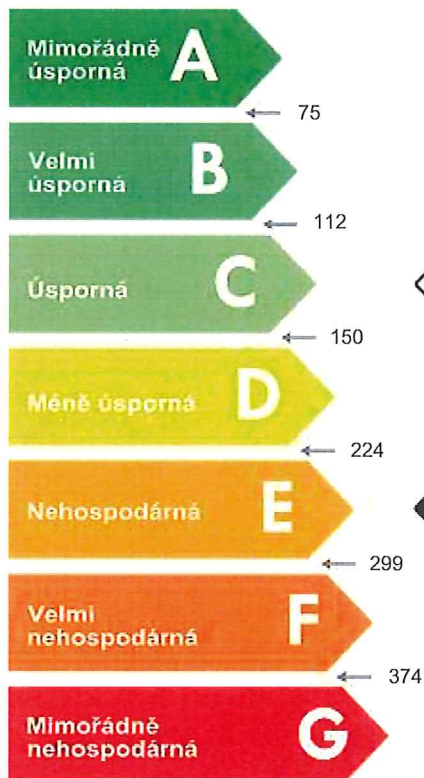 Mimořádně
úsporná
A
75
Velmi
úsporná
B
112
Úsporná
C
150
Méně úsporná
D
224
Nehospodárná
E
299
Velmi
nehospodárná
F
374
Mimořádně
nehospodárná
G